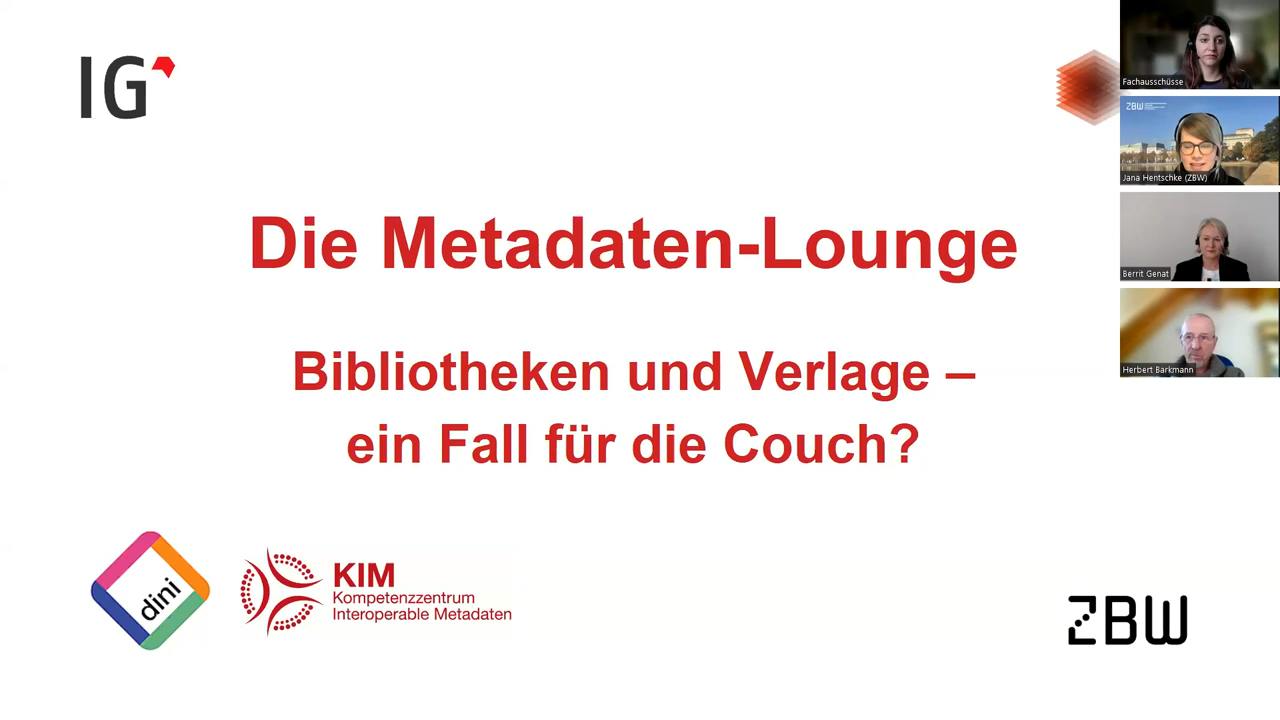 IG
Die Metadaten-Lounge
Bibliotheken und Verlage –
ein Fall für die Couch?
dini
KIM
Kompetenzzentrum
Interoperable Metadaten
ZBW
Fachausschüsse
ZBW
Jana Hentschke (ZBW)
Berrit Genat
Herbert Barkmann